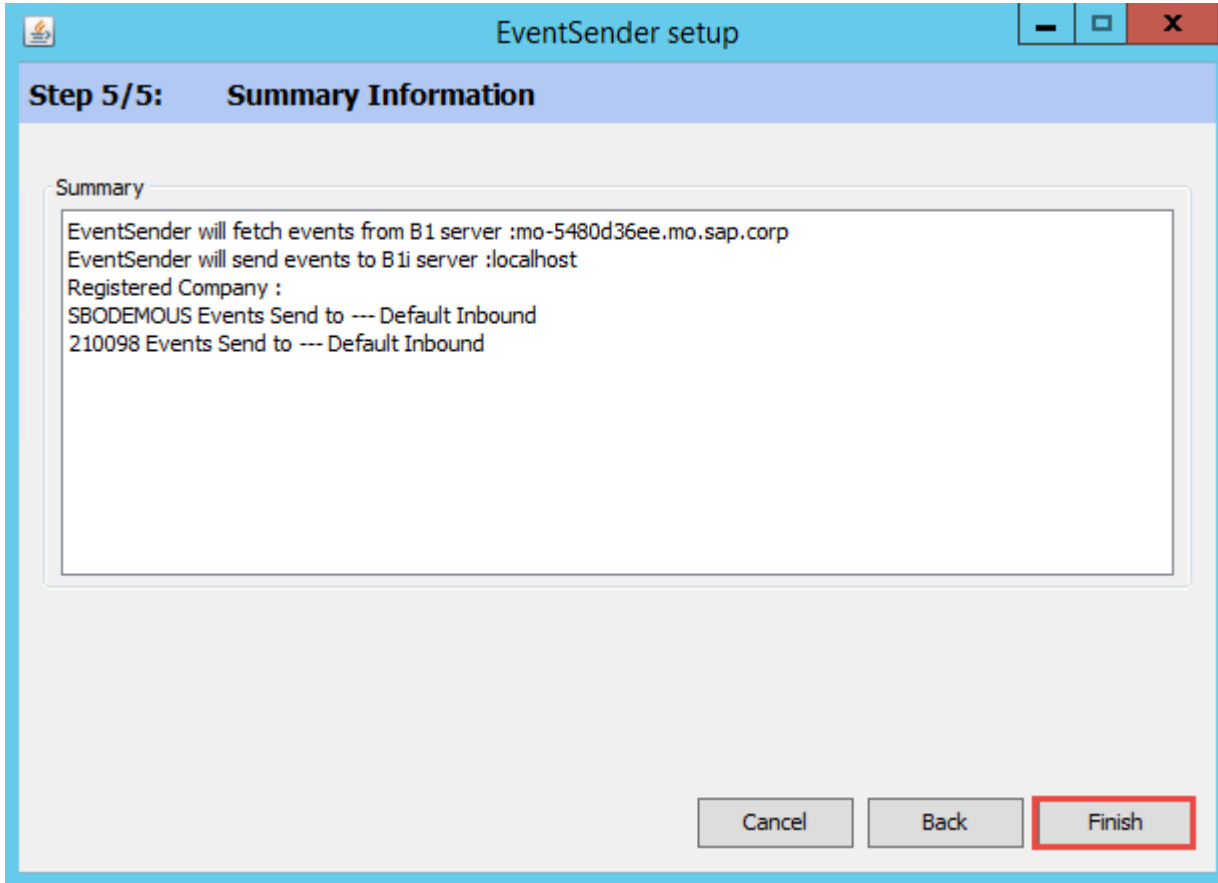 EventSender setup
Step 5/5: Summary Information
Summary
EventSender will fetch events from B1 server :mo-5480d36ee.mo.sap.corp
EventSender will send events to B1i server :localhost
Registered Company :
SBODEMOUS Events Send to --- Default Inbound
210098 Events Send to --- Default Inbound
Cancel Back Finish